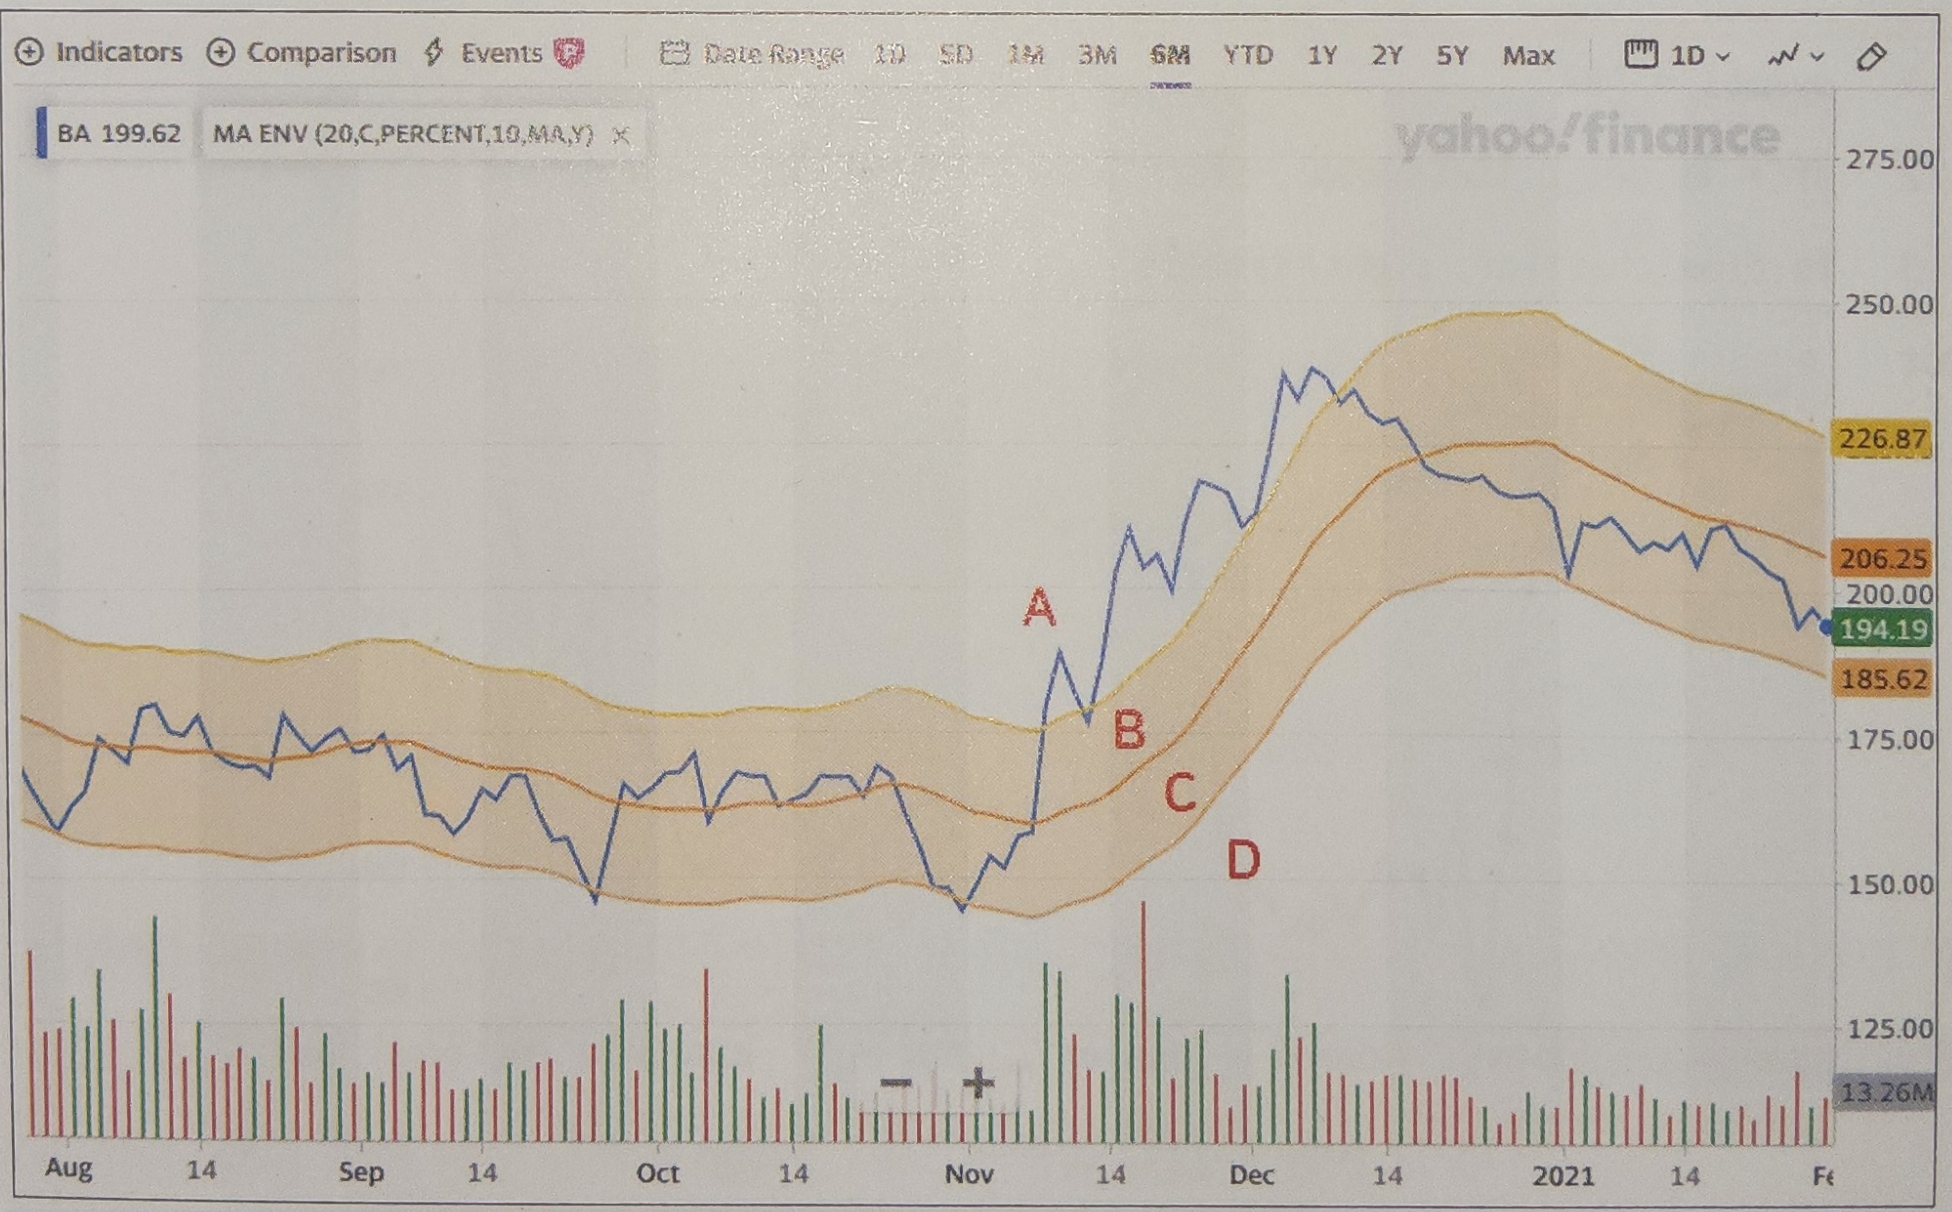 Indicators Comparison Events Date Range 1D 5D 1M 3M 6M YTD 1Y 2Y 5Y Max 1D
BA 199.62 MA ENV (20,C,PERCENT,10,MA,Y) X
yahoo!finance
275.00
250.00
226.87
206.25
200.00
194.19
185.62
175.00
150.00
125.00
13.26M
A
B
C
D
− +
Aug 14 Sep 14 Oct 14 Nov 14 Dec 14 2021 14 Fe